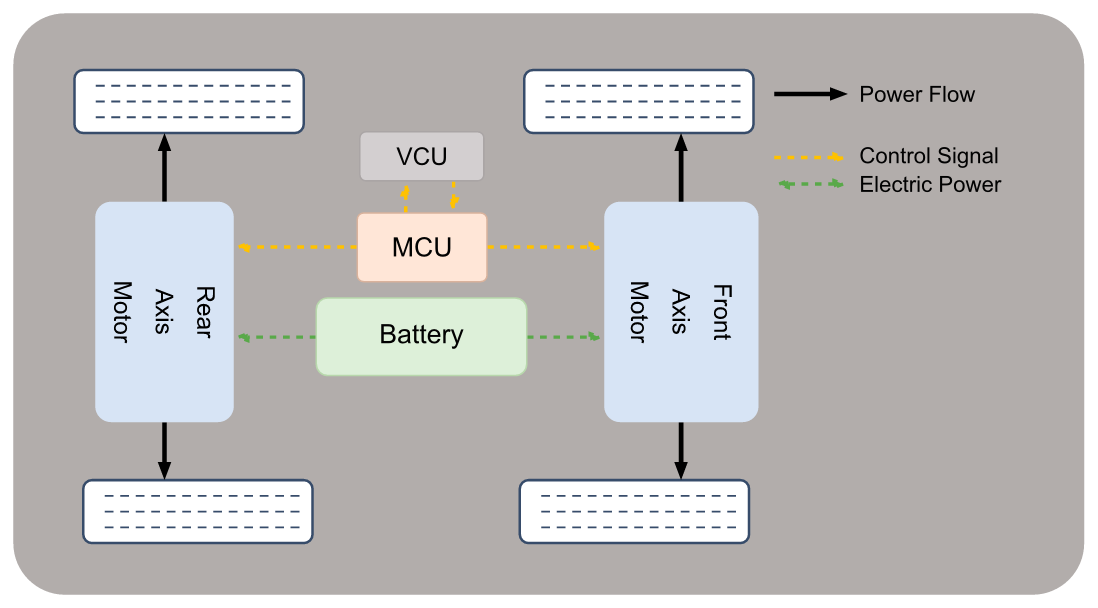 Power Flow
VCU
Control Signal
Electric Power
MCU
Rear
Axis
Motor
Front
Axis
Motor
Battery